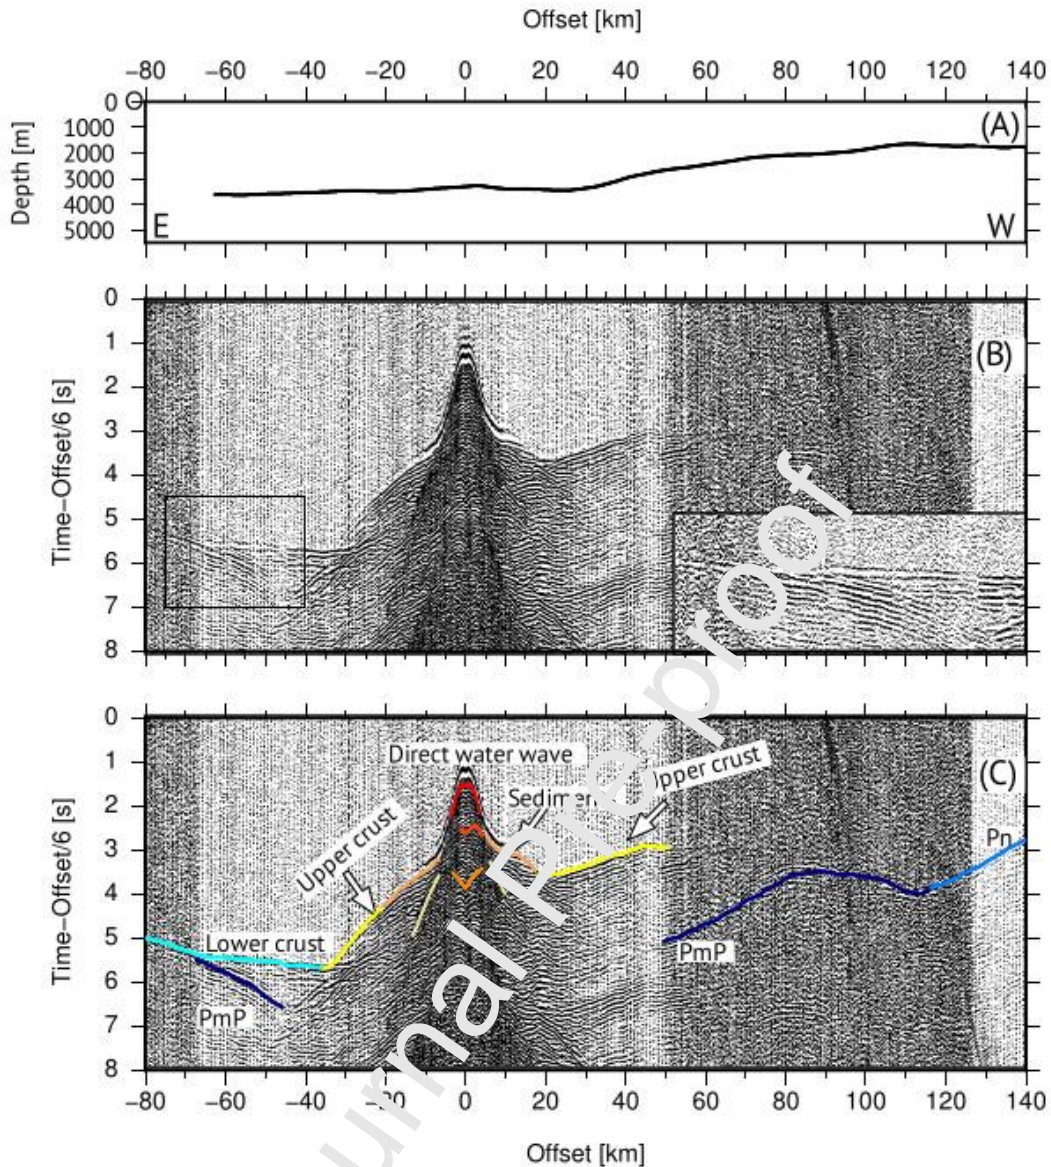 Offset [km]
−80 −60 −40 −20 0 20 40 60 80 100 120 140
0
1000
2000
3000
4000
5000
Depth [m]
(A)
E
W
0
1
2
3
4
5
6
7
8
Time−Offset/6 [s]
(B)
0
1
2
3
4
5
6
7
8
Time−Offset/6 [s]
(C)
Direct water wave
Upper crust
Upper crust
Pn
Lower crust
PmP
PmP
−80 −60 −40 −20 0 20 40 60 80 100 120 140
Offset [km]
Pre-proof